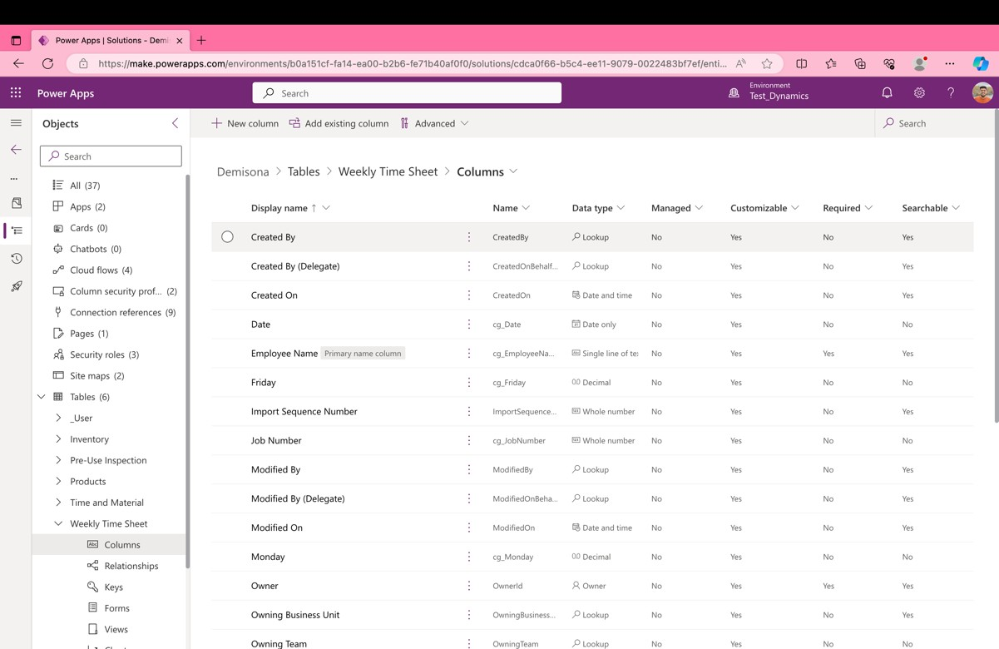 Power Apps | Solutions - Demi
https://make.powerapps.com/environments/b0a151cf-fa14-ea00-b2b6-fe71b40af0f0/solutions/cdca0f66-b5c4-ee11-9079-0022483bf7ef/enti...
Power Apps
Search
Environment
Test_Dynamics
Objects
New column
Add existing column
Advanced
Search
Search
All (37)
Apps (2)
Cards (0)
Chatbots (0)
Cloud flows (4)
Column security prof... (2)
Connection references (9)
Pages (1)
Security roles (3)
Site maps (2)
Tables (6)
_User
Inventory
Pre-Use Inspection
Products
Time and Material
Weekly Time Sheet
Columns
Relationships
Keys
Forms
Views
Demisona > Tables > Weekly Time Sheet > Columns
Display name ↑ Name Data type Managed Customizable Required Searchable
Created By CreatedBy Lookup No Yes No Yes
Created By (Delegate) CreatedOnBehalf... Lookup No Yes No Yes
Created On CreatedOn Date and time No Yes No Yes
Date cg_Date Date only No Yes No No
Employee Name Primary name column cg_EmployeeNa... Single line of te No Yes Yes Yes
Friday cg_Friday Decimal No Yes No No
Import Sequence Number ImportSequence... Whole number No Yes No Yes
Job Number cg_JobNumber Whole number No Yes No No
Modified By ModifiedBy Lookup No Yes No Yes
Modified By (Delegate) ModifiedOnBeha... Lookup No Yes No Yes
Modified On ModifiedOn Date and time No Yes No Yes
Monday cg_Monday Decimal No Yes No No
Owner OwnerId Owner No Yes Yes Yes
Owning Business Unit OwningBusiness... Lookup No Yes No Yes
Owning Team OwningTeam Lookup No Yes No Yes